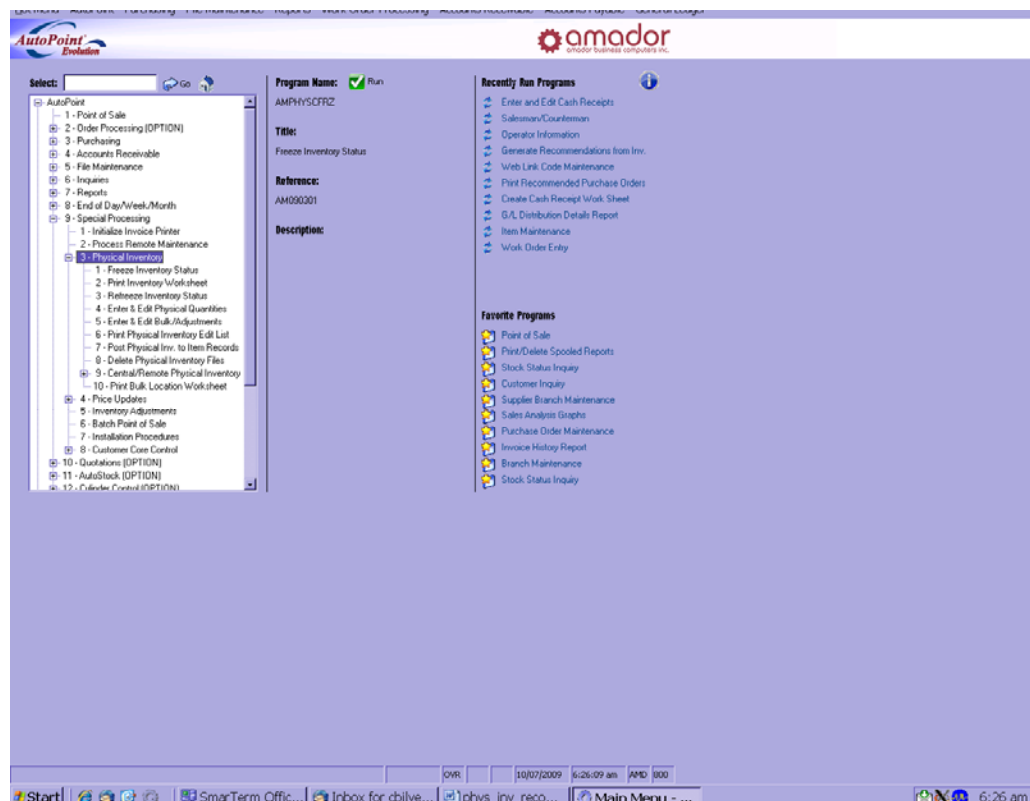 AutoPoint
Evolution
amador
amador business computers inc.
Select:
Go
AutoPoint
1 - Point of Sale
2 - Order Processing (OPTION)
3 - Purchasing
4 - Accounts Receivable
5 - File Maintenance
6 - Inquiries
7 - Reports
8 - End of Day/Week/Month
9 - Special Processing
1 - Initialize Invoice Printer
2 - Process Remote Maintenance
3 - Physical Inventory
1 - Freeze Inventory Status
2 - Print Inventory Worksheet
3 - Refreeze Inventory Status
4 - Enter & Edit Physical Quantities
5 - Enter & Edit Bulk/Adjustments
6 - Print Physical Inventory Edit List
7 - Post Physical Inv. to Item Records
8 - Delete Physical Inventory Files
9 - Central/Remote Physical Inventory
10 - Print Bulk Location Worksheet
4 - Price Updates
5 - Inventory Adjustments
6 - Batch Point of Sale
7 - Installation Procedures
8 - Customer Core Control
10 - Quotations (OPTION)
11 - AutoStock (OPTION)
12 - Cylinder Control (OPTION)
Program Name: Run
AMPHYSCFRZ
Title:
Freeze Inventory Status
Reference:
AM090301
Description:
Recently Run Programs
Enter and Edit Cash Receipts
Salesman/Counterman
Operator Information
Generate Recommendations from Inv.
Web Link Code Maintenance
Print Recommended Purchase Orders
Create Cash Receipt Work Sheet
G/L Distribution Details Report
Item Maintenance
Work Order Entry
Favorite Programs
Point of Sale
Print/Delete Spooled Reports
Stock Status Inquiry
Customer Inquiry
Supplier Branch Maintenance
Sales Analysis Graphs
Purchase Order Maintenance
Invoice History Report
Branch Maintenance
Stock Status Inquiry
OVR 10/07/2009 6:26:09 am AMD 000
Start SmarTerm Offic... Inbox for cbilve... phys_inv_reco... Main Menu - ... 6:26 am